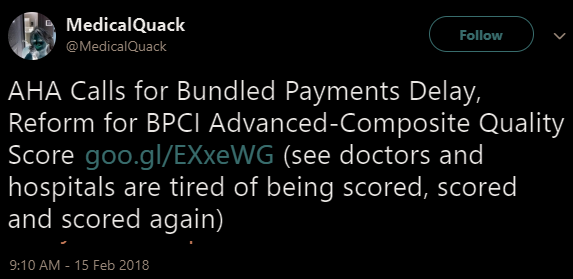 MedicalQuack
@MedicalQuack
Follow
AHA Calls for Bundled Payments Delay,
Reform for BPCI Advanced-Composite Quality
Score goo.gl/EXxeWG (see doctors and
hospitals are tired of being scored, scored
and scored again)
9:10 AM - 15 Feb 2018